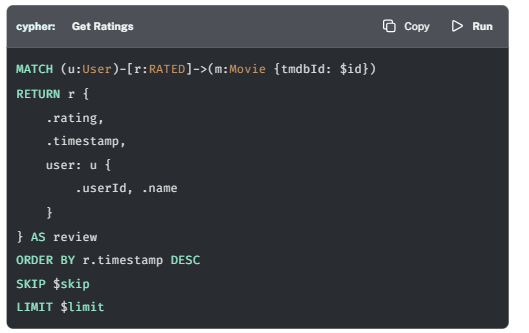 cypher: Get Ratings Copy Run
MATCH (u:User)-[r:RATED]->(m:Movie {tmdbId: $id})
RETURN r {
    .rating,
    .timestamp,
    user: u {
        .userId, .name
    }
} AS review
ORDER BY r.timestamp DESC
SKIP $skip
LIMIT $limit